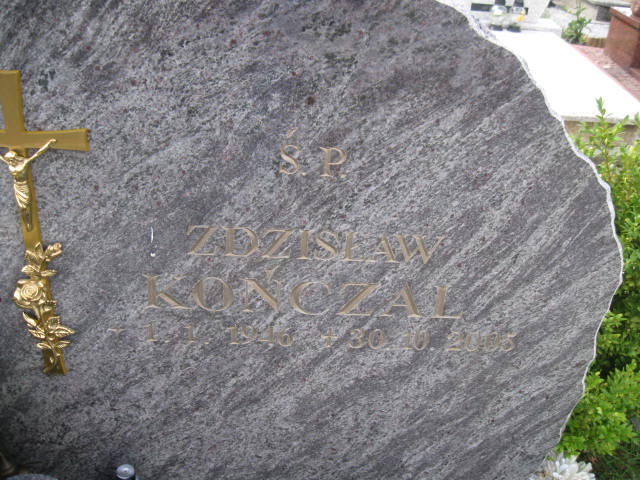 Ś. P.
ZDZISŁAW
KOŃCZAL
* 1. 1. 1946 + 30. 10. 2005